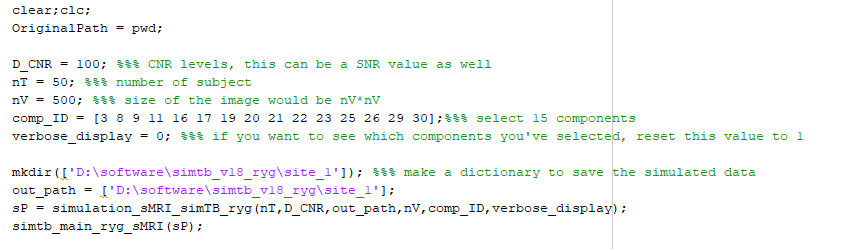 clear;clc;
OriginalPath = pwd;
D_CNR = 100; %%% CNR levels, this can be a SNR value as well
nT = 50; %%% number of subject
nV = 500; %%% size of the image would be nV*nV
comp_ID = [3 8 9 11 16 17 19 20 21 22 23 25 26 29 30];%%% select 15 components
verbose_display = 0; %%% if you want to see which components you've selected, reset this value to 1
mkdir(['D:\software\simtb_v18_ryg\site_1']); %%% make a dictionary to save the simulated data
out_path = ['D:\software\simtb_v18_ryg\site_1'];
sP = simulation_sMRI_simTB_ryg(nT,D_CNR,out_path,nV,comp_ID,verbose_display);
simtb_main_ryg_sMRI(sP);